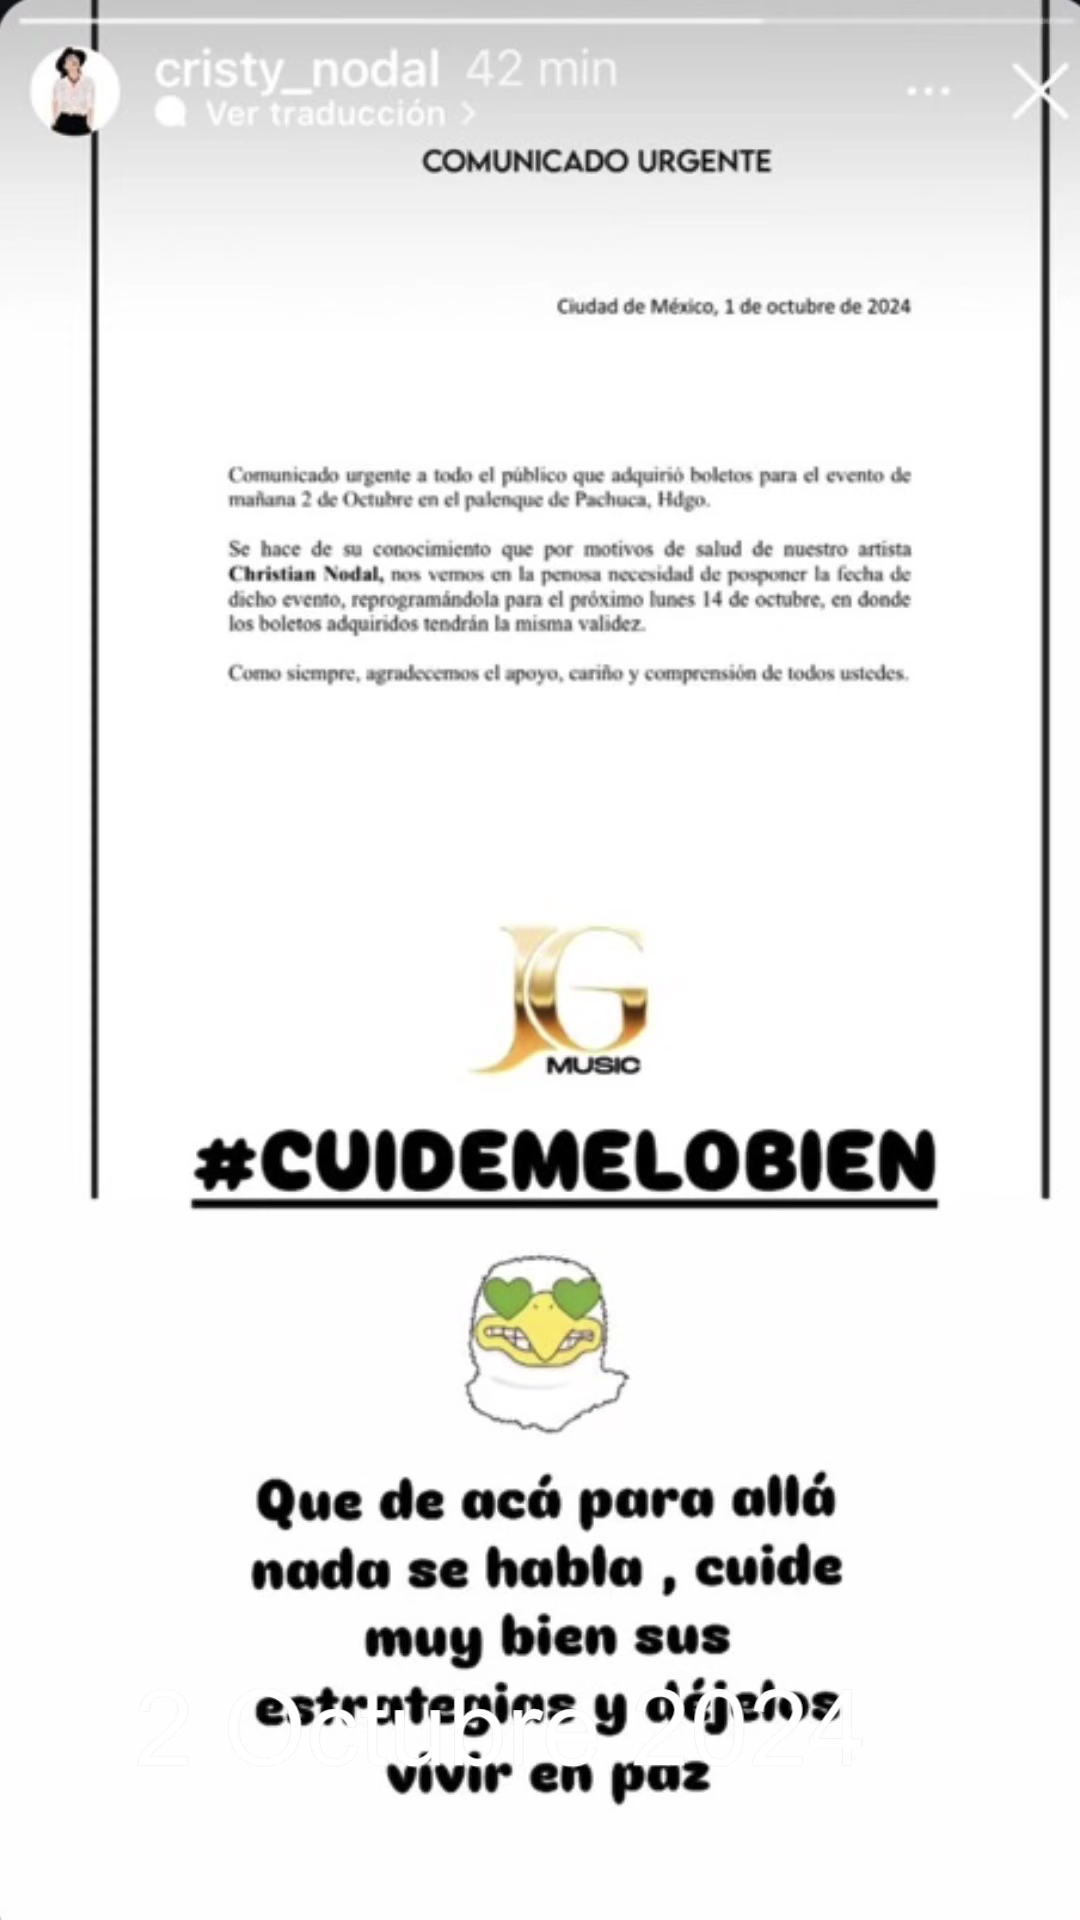 cristy_nodal 42 min
Ver traducción >
COMUNICADO URGENTE
Ciudad de México, 1 de octubre de 2024
Comunicado urgente a todo el público que adquirió boletos para el evento de
mañana 2 de Octubre en el palenque de Pachuca, Hdgo.
Se hace de su conocimiento que por motivos de salud de nuestro artista
Christian Nodal, nos vemos en la penosa necesidad de posponer la fecha de
dicho evento, reprogramándola para el próximo lunes 14 de octubre, en donde
los boletos adquiridos tendrán la misma validez.
Como siempre, agradecemos el apoyo, cariño y comprensión de todos ustedes.
JG
MUSIC
#CUIDEMELOBIEN
Que de acá para allá
nada se habla , cuide
muy bien sus
estrategias y déjelos
2 Octubre 2024
vivir en paz